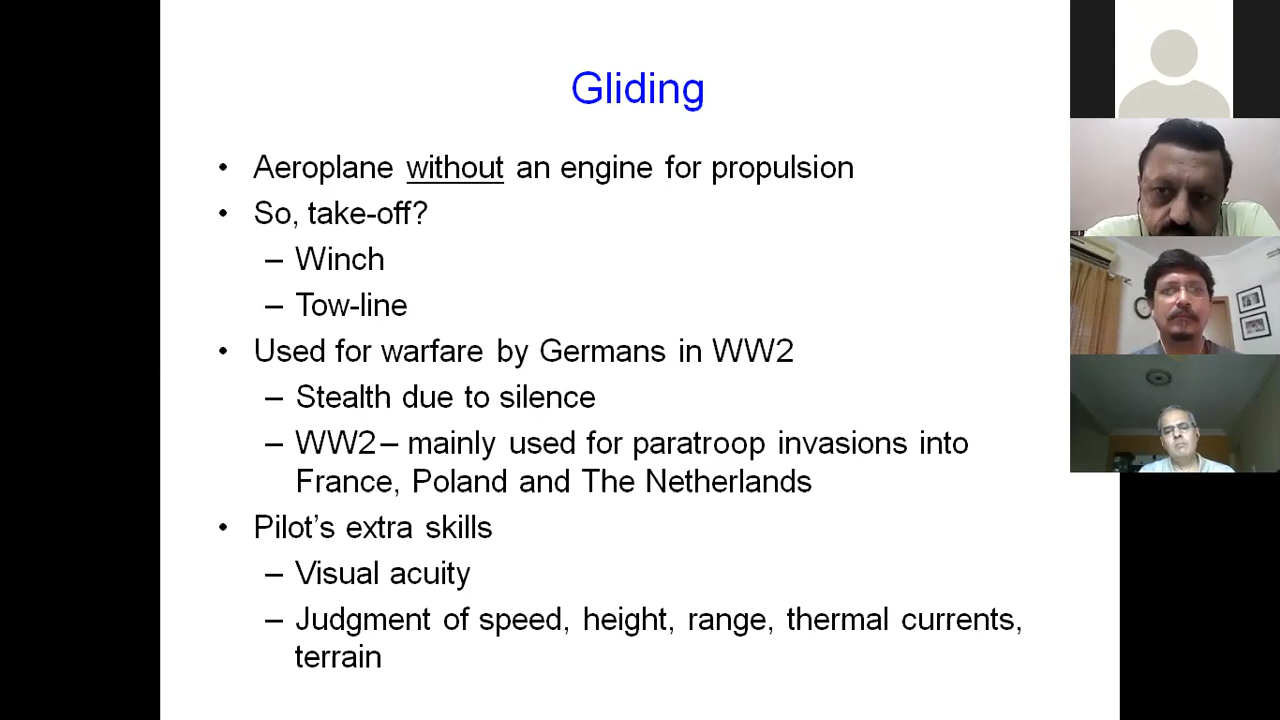 Gliding
• Aeroplane without an engine for propulsion
• So, take-off?
– Winch
– Tow-line
• Used for warfare by Germans in WW2
– Stealth due to silence
– WW2 – mainly used for paratroop invasions into
France, Poland and The Netherlands
• Pilot’s extra skills
– Visual acuity
– Judgment of speed, height, range, thermal currents,
terrain